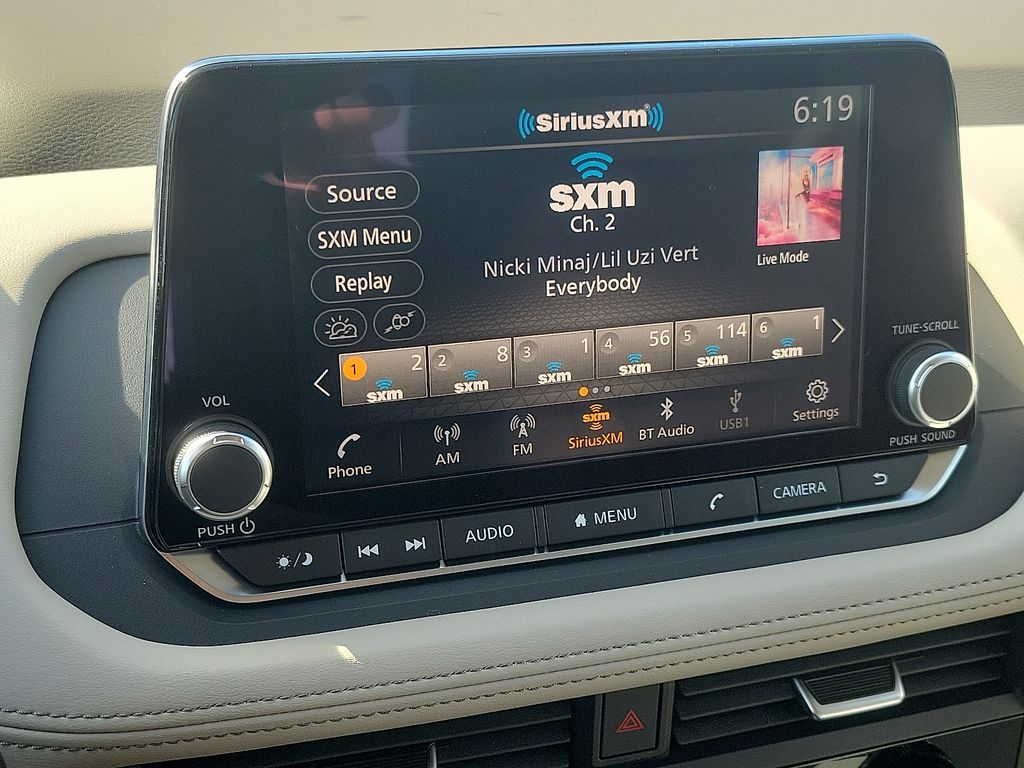 SiriusXM®
6:19
sxm
Ch. 2
Source
SXM Menu
Replay
Nicki Minaj/Lil Uzi Vert
Everybody
Live Mode
1 2 sxm
2 8 sxm
3 1 sxm
4 56 sxm
5 114 sxm
6 1 sxm
Phone
AM
FM
sxm
SiriusXM
BT Audio
USB1
Settings
VOL
PUSH
TUNE-SCROLL
PUSH SOUND
AUDIO
MENU
CAMERA